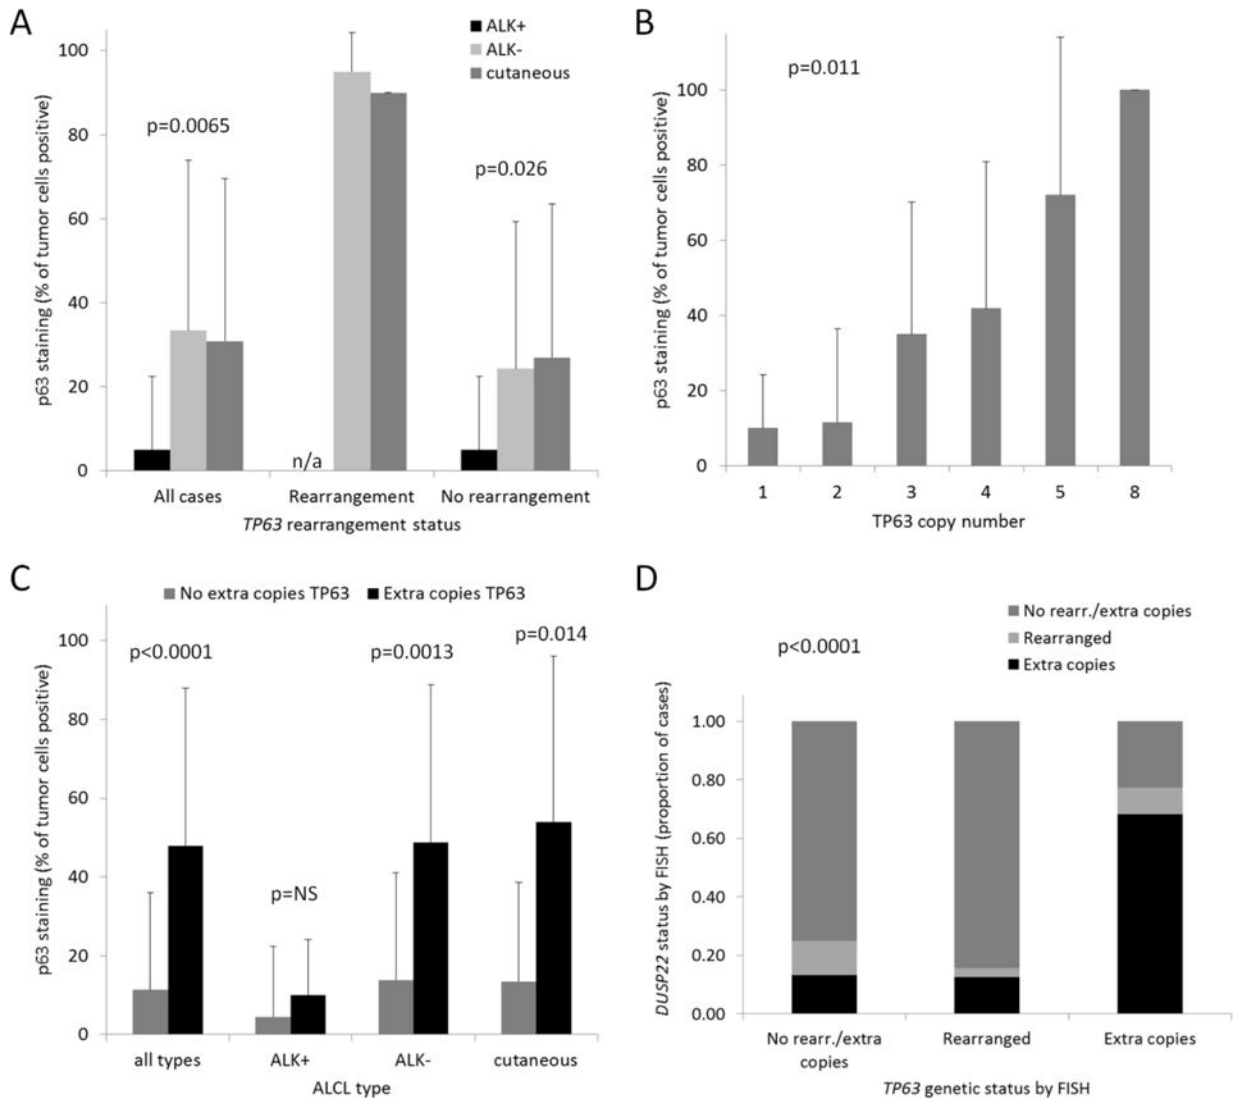 A
ALK+
ALK-
cutaneous
p=0.0065
p=0.026
p63 staining (% of tumor cells positive)
100
80
60
40
20
0
n/a
All cases
Rearrangement
No rearrangement
TP63 rearrangement status
B
p=0.011
p63 staining (% of tumor cells positive)
100
80
60
40
20
0
1
2
3
4
5
8
TP63 copy number
C
No extra copies TP63
Extra copies TP63
p<0.0001
p=NS
p=0.0013
p=0.014
p63 staining (% of tumor cells positive)
100
80
60
40
20
0
all types
ALK+
ALK-
cutaneous
ALCL type
D
No rearr./extra copies
Rearranged
Extra copies
p<0.0001
DUSP22 status by FISH (proportion of cases)
1.00
0.80
0.60
0.40
0.20
0.00
No rearr./extra
copies
Rearranged
Extra copies
TP63 genetic status by FISH